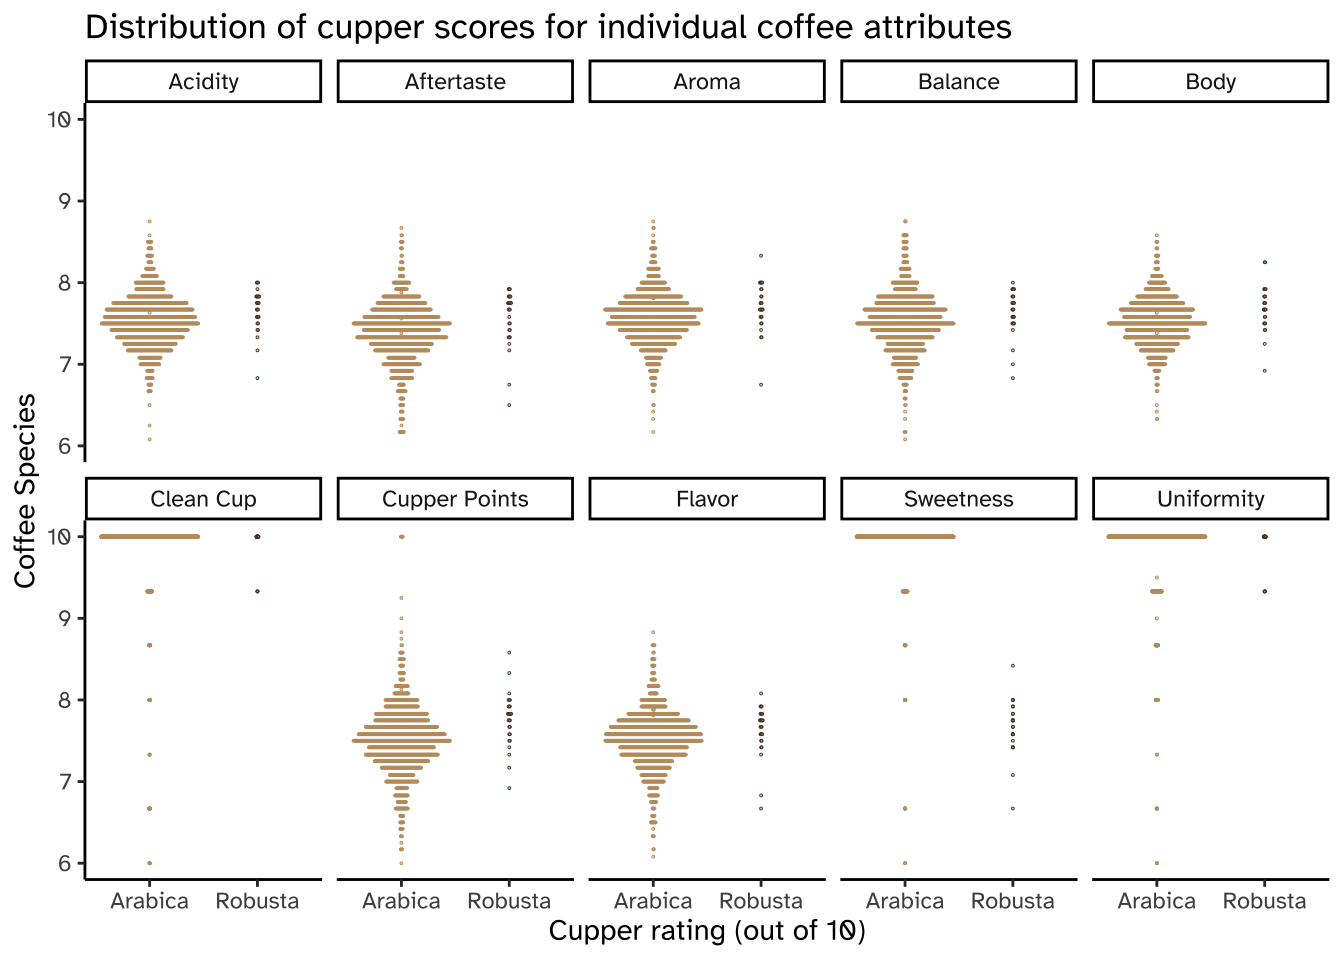 Distribution of cupper scores for individual coffee attributes
Acidity Aftertaste Aroma Balance Body
10
9
8
7
6
Coffee Species
Clean Cup Cupper Points Flavor Sweetness Uniformity
10
9
8
7
6
Arabica Robusta Arabica Robusta Arabica Robusta Arabica Robusta Arabica Robusta
Cupper rating (out of 10)